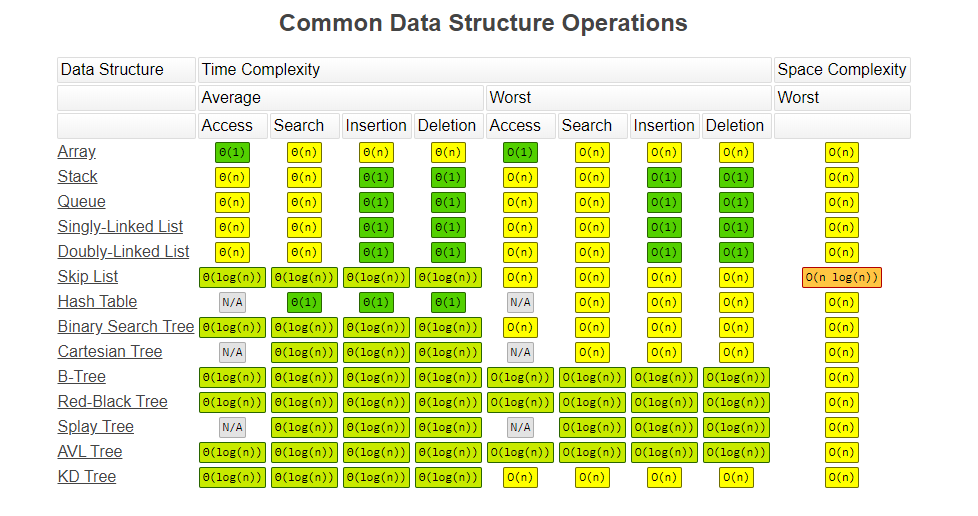 Common Data Structure Operations
Data Structure Time Complexity Space Complexity
Average Worst Worst
Access Search Insertion Deletion Access Search Insertion Deletion
Array Θ(1) Θ(n) Θ(n) Θ(n) O(1) O(n) O(n) O(n) O(n)
Stack Θ(n) Θ(n) Θ(1) Θ(1) O(n) O(n) O(1) O(1) O(n)
Queue Θ(n) Θ(n) Θ(1) Θ(1) O(n) O(n) O(1) O(1) O(n)
Singly-Linked List Θ(n) Θ(n) Θ(1) Θ(1) O(n) O(n) O(1) O(1) O(n)
Doubly-Linked List Θ(n) Θ(n) Θ(1) Θ(1) O(n) O(n) O(1) O(1) O(n)
Skip List Θ(log(n)) Θ(log(n)) Θ(log(n)) Θ(log(n)) O(n) O(n) O(n) O(n) O(n log(n))
Hash Table N/A Θ(1) Θ(1) Θ(1) N/A O(n) O(n) O(n) O(n)
Binary Search Tree Θ(log(n)) Θ(log(n)) Θ(log(n)) Θ(log(n)) O(n) O(n) O(n) O(n) O(n)
Cartesian Tree N/A Θ(log(n)) Θ(log(n)) Θ(log(n)) N/A O(n) O(n) O(n) O(n)
B-Tree Θ(log(n)) Θ(log(n)) Θ(log(n)) Θ(log(n)) O(log(n)) O(log(n)) O(log(n)) O(log(n)) O(n)
Red-Black Tree Θ(log(n)) Θ(log(n)) Θ(log(n)) Θ(log(n)) O(log(n)) O(log(n)) O(log(n)) O(log(n)) O(n)
Splay Tree N/A Θ(log(n)) Θ(log(n)) Θ(log(n)) N/A O(log(n)) O(log(n)) O(log(n)) O(n)
AVL Tree Θ(log(n)) Θ(log(n)) Θ(log(n)) Θ(log(n)) O(log(n)) O(log(n)) O(log(n)) O(log(n)) O(n)
KD Tree Θ(log(n)) Θ(log(n)) Θ(log(n)) Θ(log(n)) O(n) O(n) O(n) O(n) O(n)